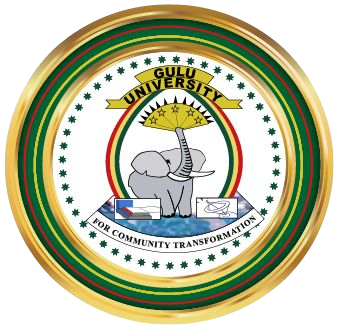 GULU
UNIVERSITY
FOR COMMUNITY TRANSFORMATION